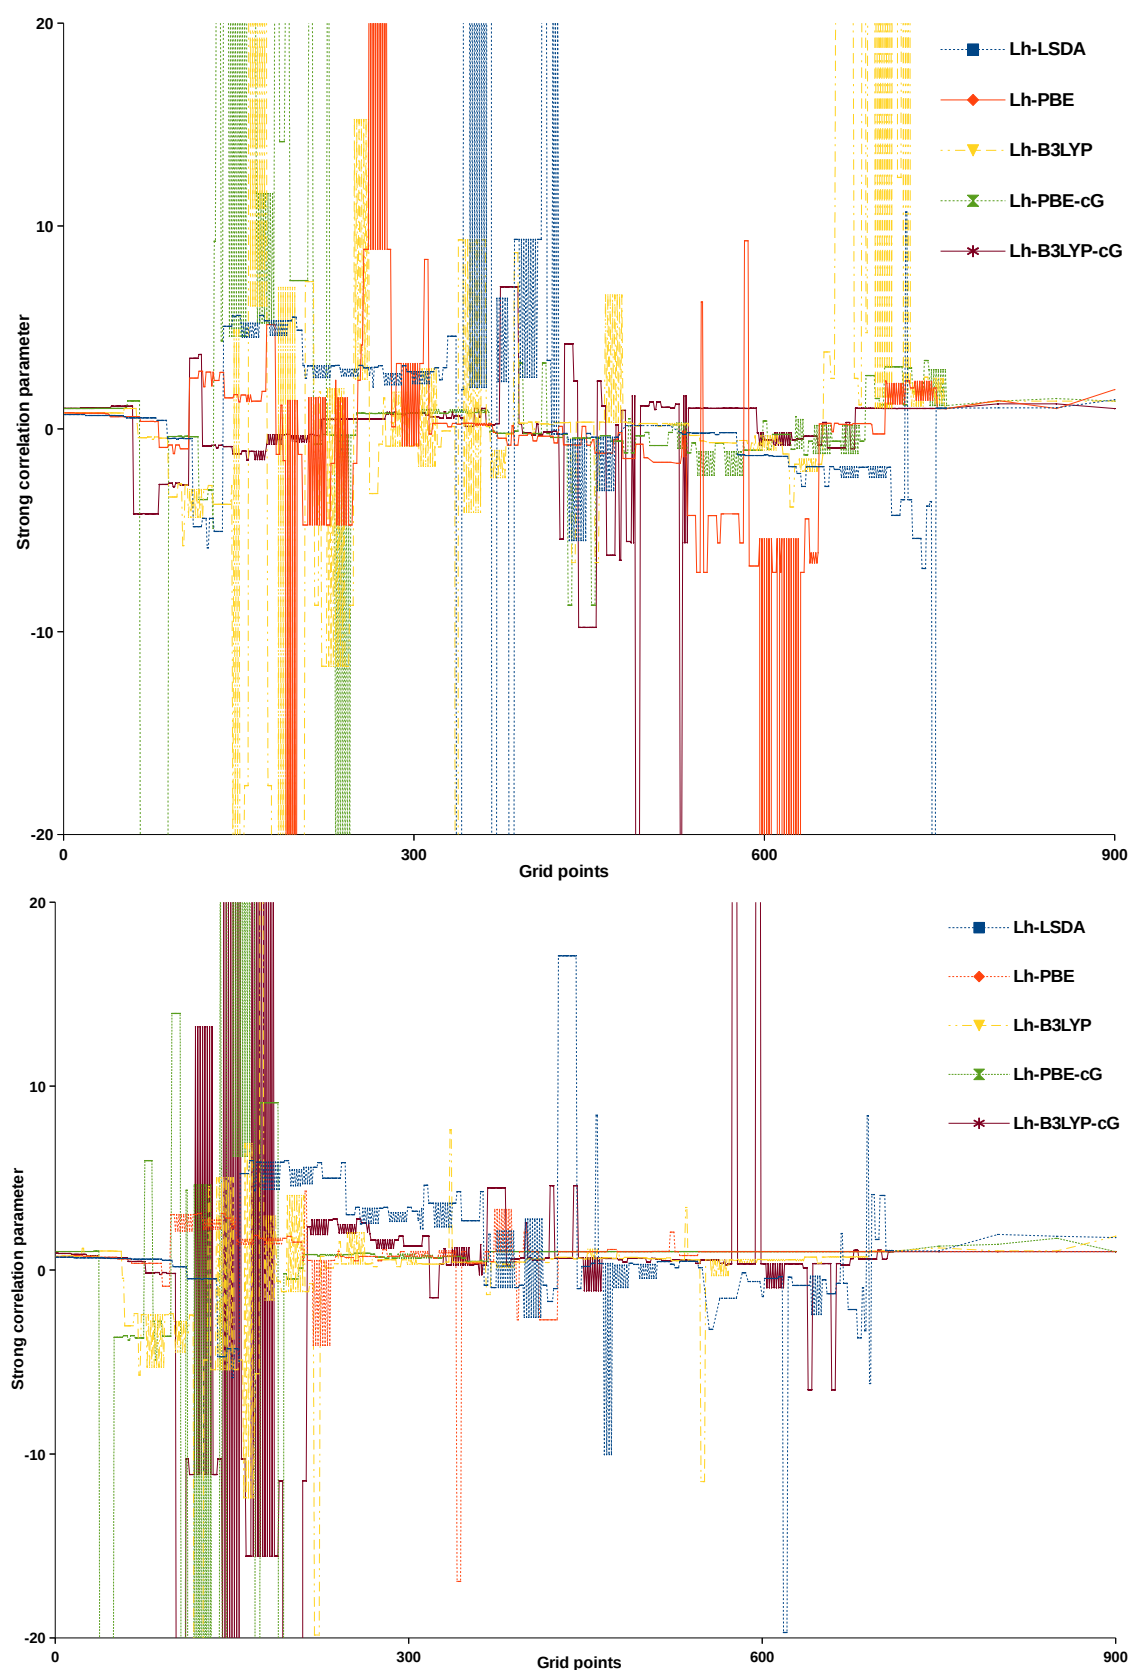 20
10
0
-10
-20
Strong correlation parameter
0 300 600 900
Grid points
Lh-LSDA
Lh-PBE
Lh-B3LYP
Lh-PBE-cG
Lh-B3LYP-cG
20
10
0
-10
-20
Strong correlation parameter
0 300 600 900
Grid points
Lh-LSDA
Lh-PBE
Lh-B3LYP
Lh-PBE-cG
Lh-B3LYP-cG